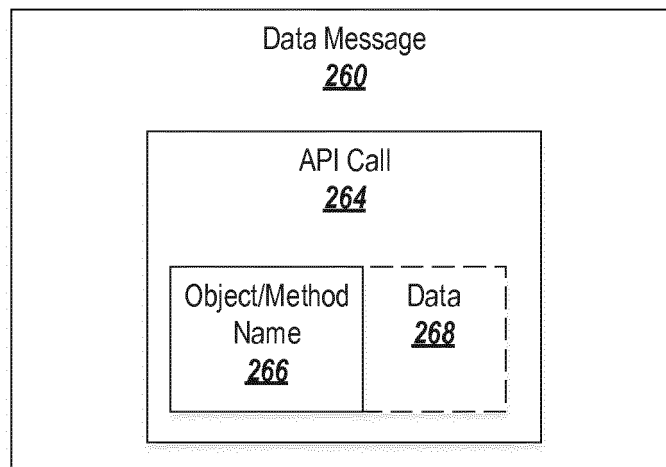 Data Message
260
API Call
264
Object/Method
Name
266
Data
268